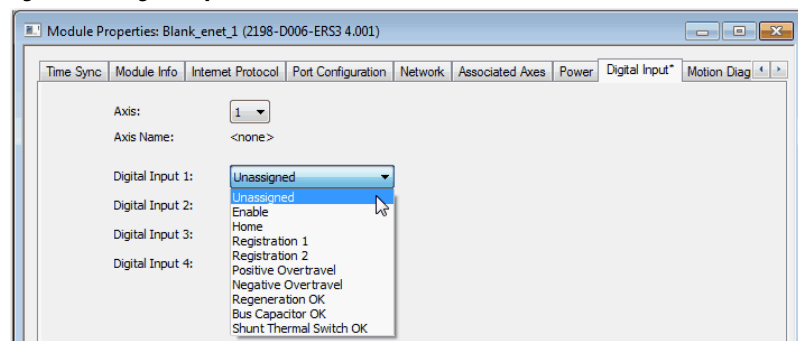 Module Properties: Blank_enet_1 (2198-D006-ERS3 4.001)
Time Sync Module Info Internet Protocol Port Configuration Network Associated Axes Power Digital Input* Motion Diag
Axis: 1
Axis Name: <none>
Digital Input 1: Unassigned
Digital Input 2:
Digital Input 3:
Digital Input 4:
Unassigned
Enable
Home
Registration 1
Registration 2
Positive Overtravel
Negative Overtravel
Regeneration OK
Bus Capacitor OK
Shunt Thermal Switch OK